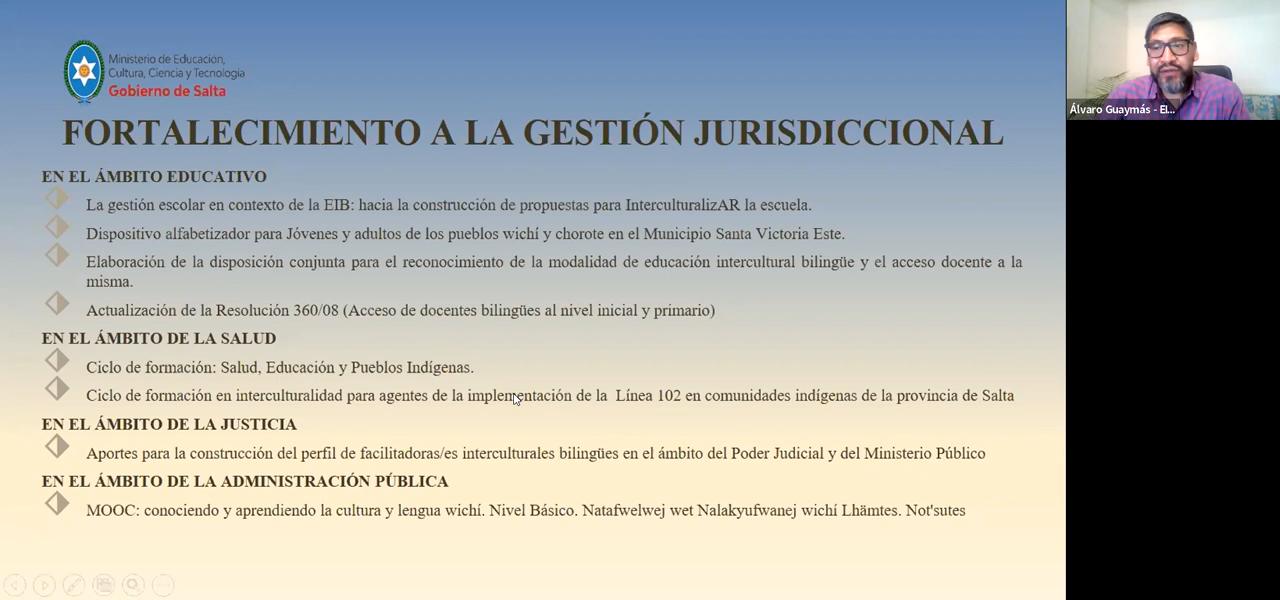 Ministerio de Educación,
Cultura, Ciencia y Tecnología
Gobierno de Salta
FORTALECIMIENTO A LA GESTIÓN JURISDICCIONAL
EN EL ÁMBITO EDUCATIVO
La gestión escolar en contexto de la EIB: hacia la construcción de propuestas para InterculturalizAR la escuela.
Dispositivo alfabetizador para Jóvenes y adultos de los pueblos wichí y chorote en el Municipio Santa Victoria Este.
Elaboración de la disposición conjunta para el reconocimiento de la modalidad de educación intercultural bilingüe y el acceso docente a la
misma.
Actualización de la Resolución 360/08 (Acceso de docentes bilingües al nivel inicial y primario)
EN EL ÁMBITO DE LA SALUD
Ciclo de formación: Salud, Educación y Pueblos Indígenas.
Ciclo de formación en interculturalidad para agentes de la implementación de la Línea 102 en comunidades indígenas de la provincia de Salta
EN EL ÁMBITO DE LA JUSTICIA
Aportes para la construcción del perfil de facilitadoras/es interculturales bilingües en el ámbito del Poder Judicial y del Ministerio Público
EN EL ÁMBITO DE LA ADMINISTRACIÓN PÚBLICA
MOOC: conociendo y aprendiendo la cultura y lengua wichí. Nivel Básico. Natafwelwej wet Nalakyufwanej wichí Lhämtes. Not'sutes
Álvaro Guaymás - EI...